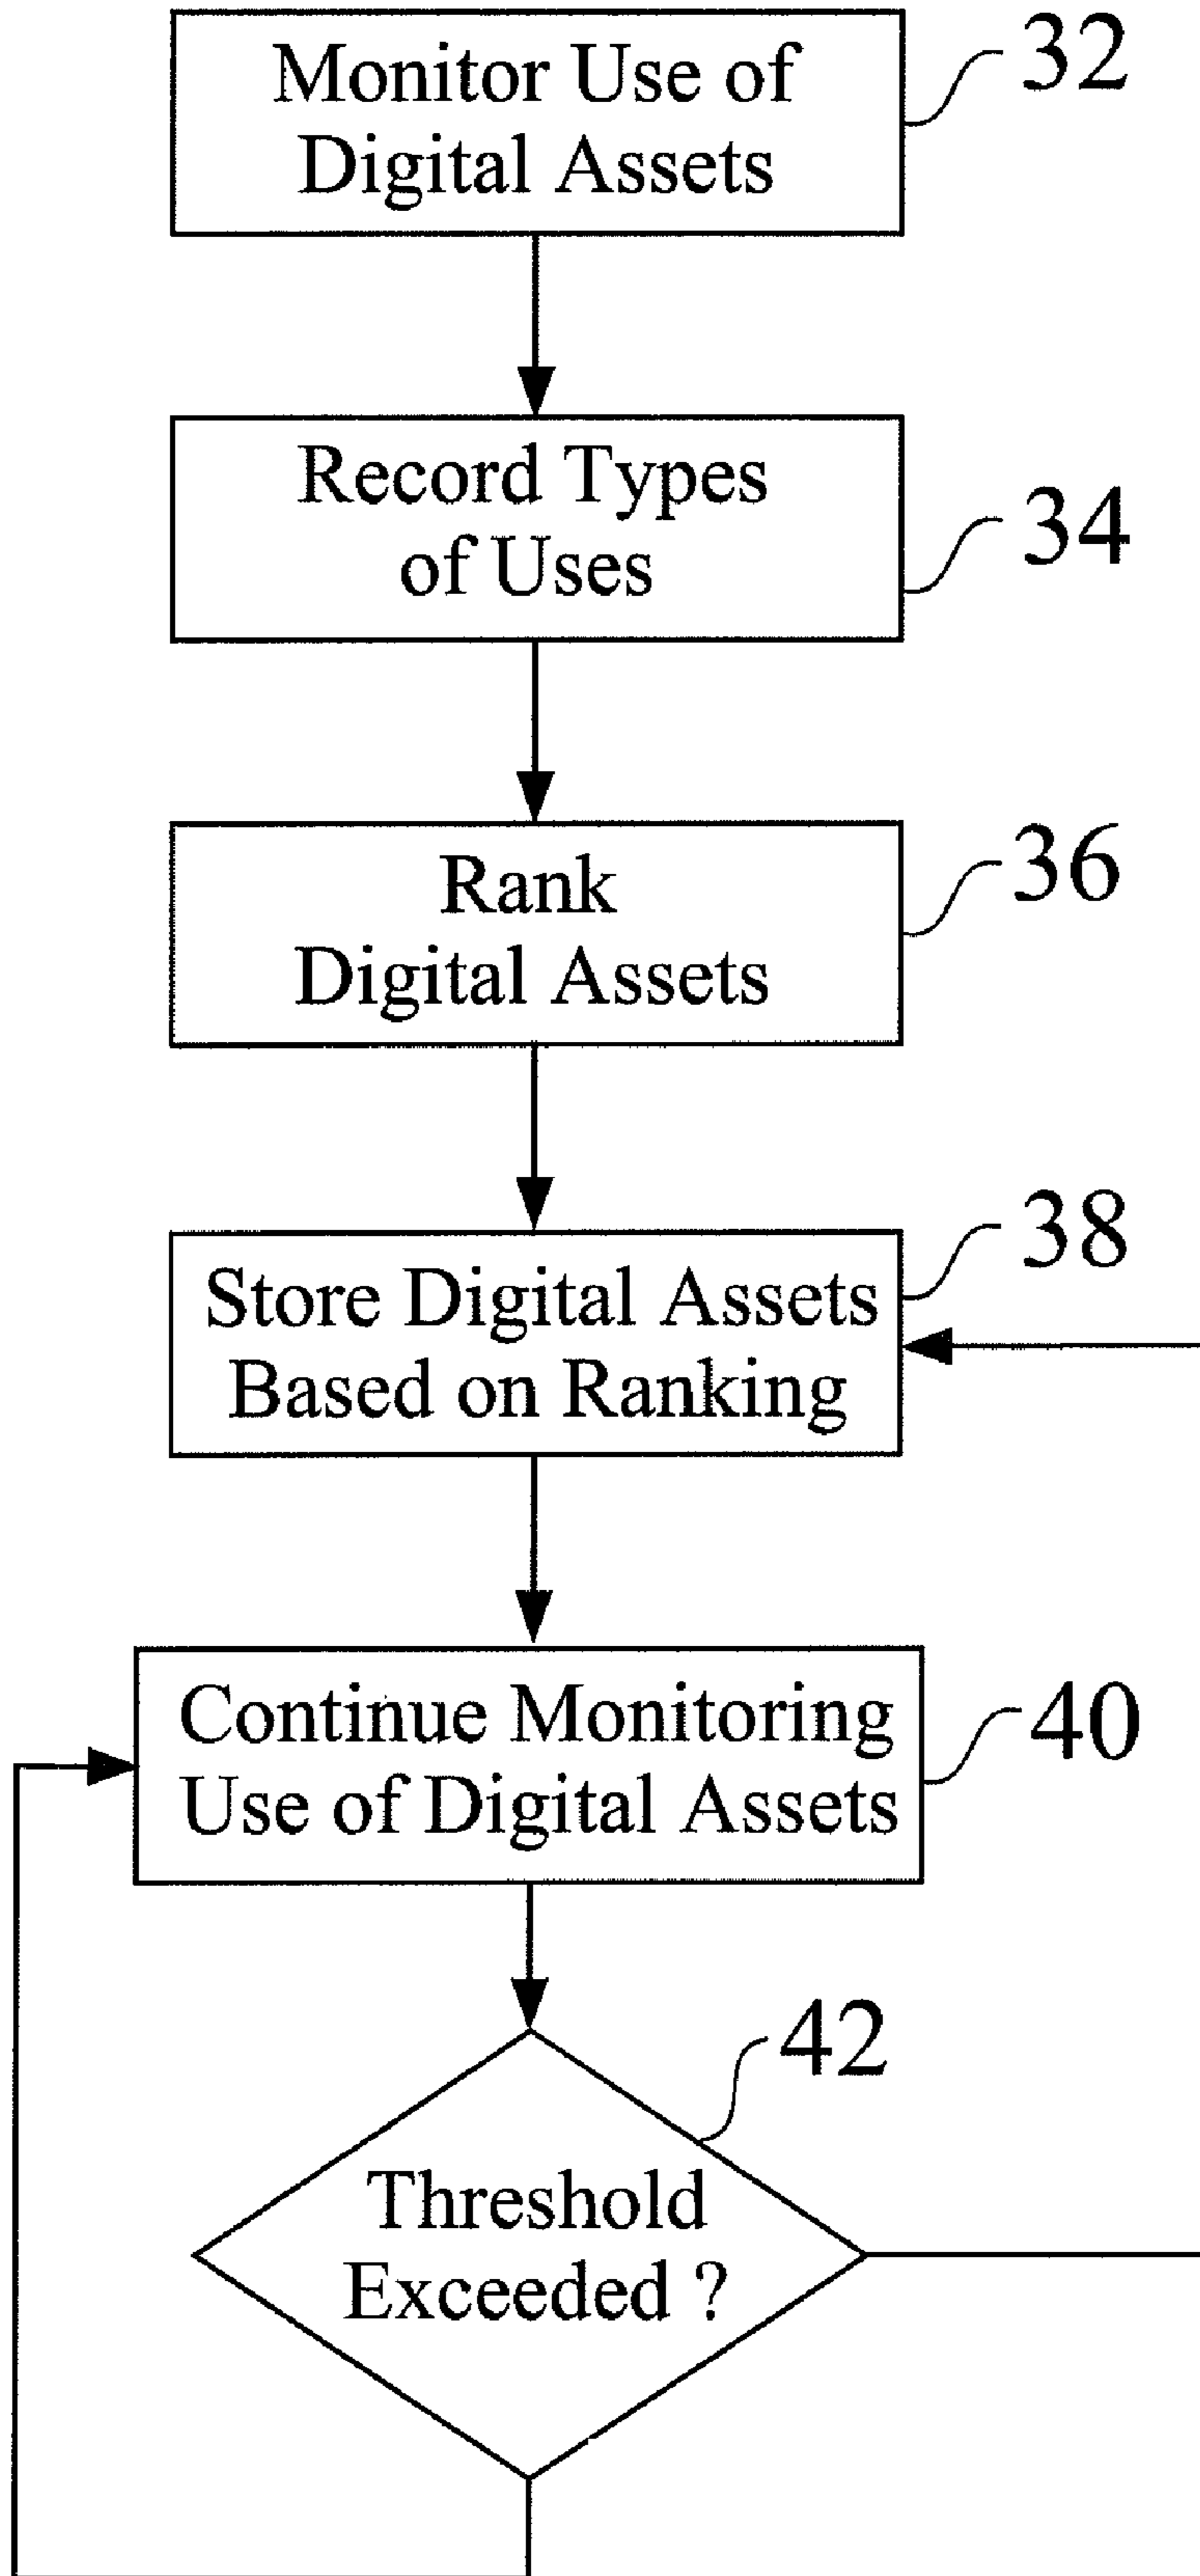 Monitor Use of
Digital Assets
32
Record Types
of Uses
34
Rank
Digital Assets
36
Store Digital Assets
Based on Ranking
38
Continue Monitoring
Use of Digital Assets
40
42
Threshold
Exceeded ?